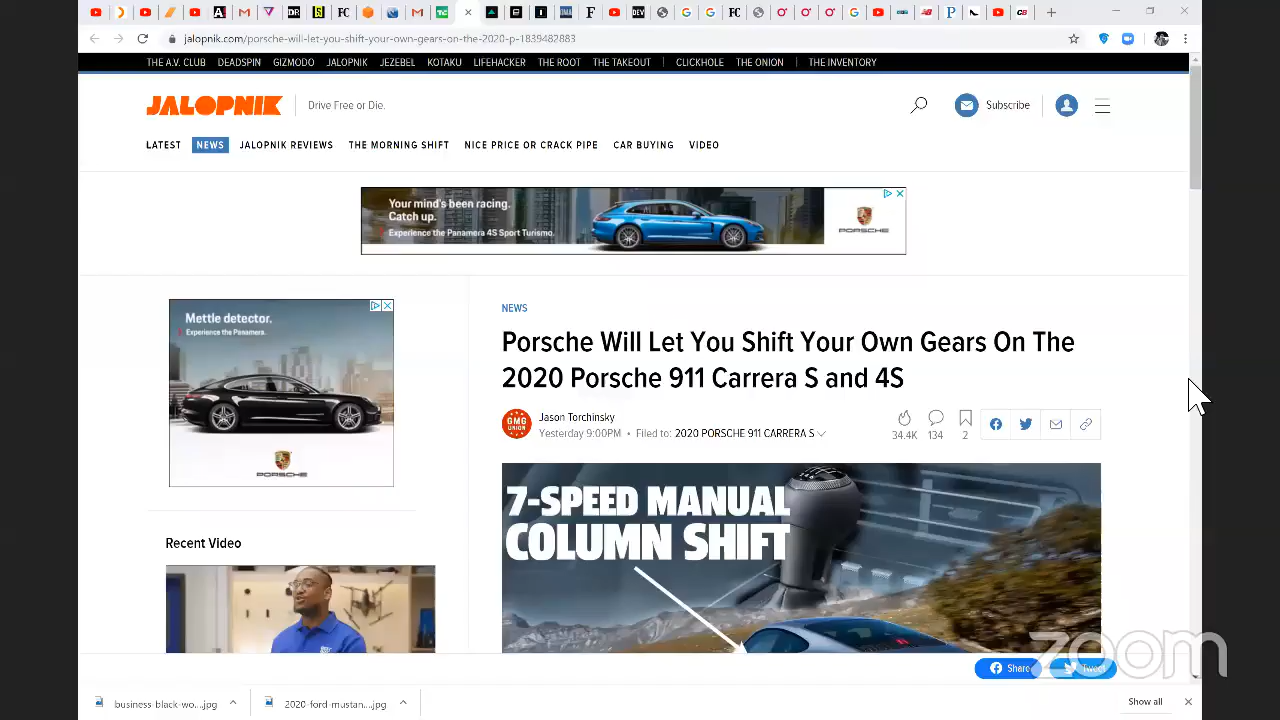 jalopnik.com/porsche-will-let-you-shift-your-own-gears-on-the-2020-p-1839482883
THE A.V. CLUB DEADSPIN GIZMODO JALOPNIK JEZEBEL KOTAKU LIFEHACKER THE ROOT THE TAKEOUT CLICKHOLE THE ONION THE INVENTORY
JALOPNIK Drive Free or Die. Subscribe
LATEST NEWS JALOPNIK REVIEWS THE MORNING SHIFT NICE PRICE OR CRACK PIPE CAR BUYING VIDEO
Your mind's been racing.
Catch up.
Experience the Panamera 4S Sport Turismo.
PORSCHE
Mettle detector.
Experience the Panamera.
PORSCHE
NEWS
Porsche Will Let You Shift Your Own Gears On The
2020 Porsche 911 Carrera S and 4S
GMG
UNION
Jason Torchinsky
Yesterday 9:00PM • Filed to: 2020 PORSCHE 911 CARRERA S
34.4K 134 2
7-SPEED MANUAL
COLUMN SHIFT
Recent Video
Share Tweet
zoom
business-black-wo...jpg 2020-ford-mustan...jpg Show all